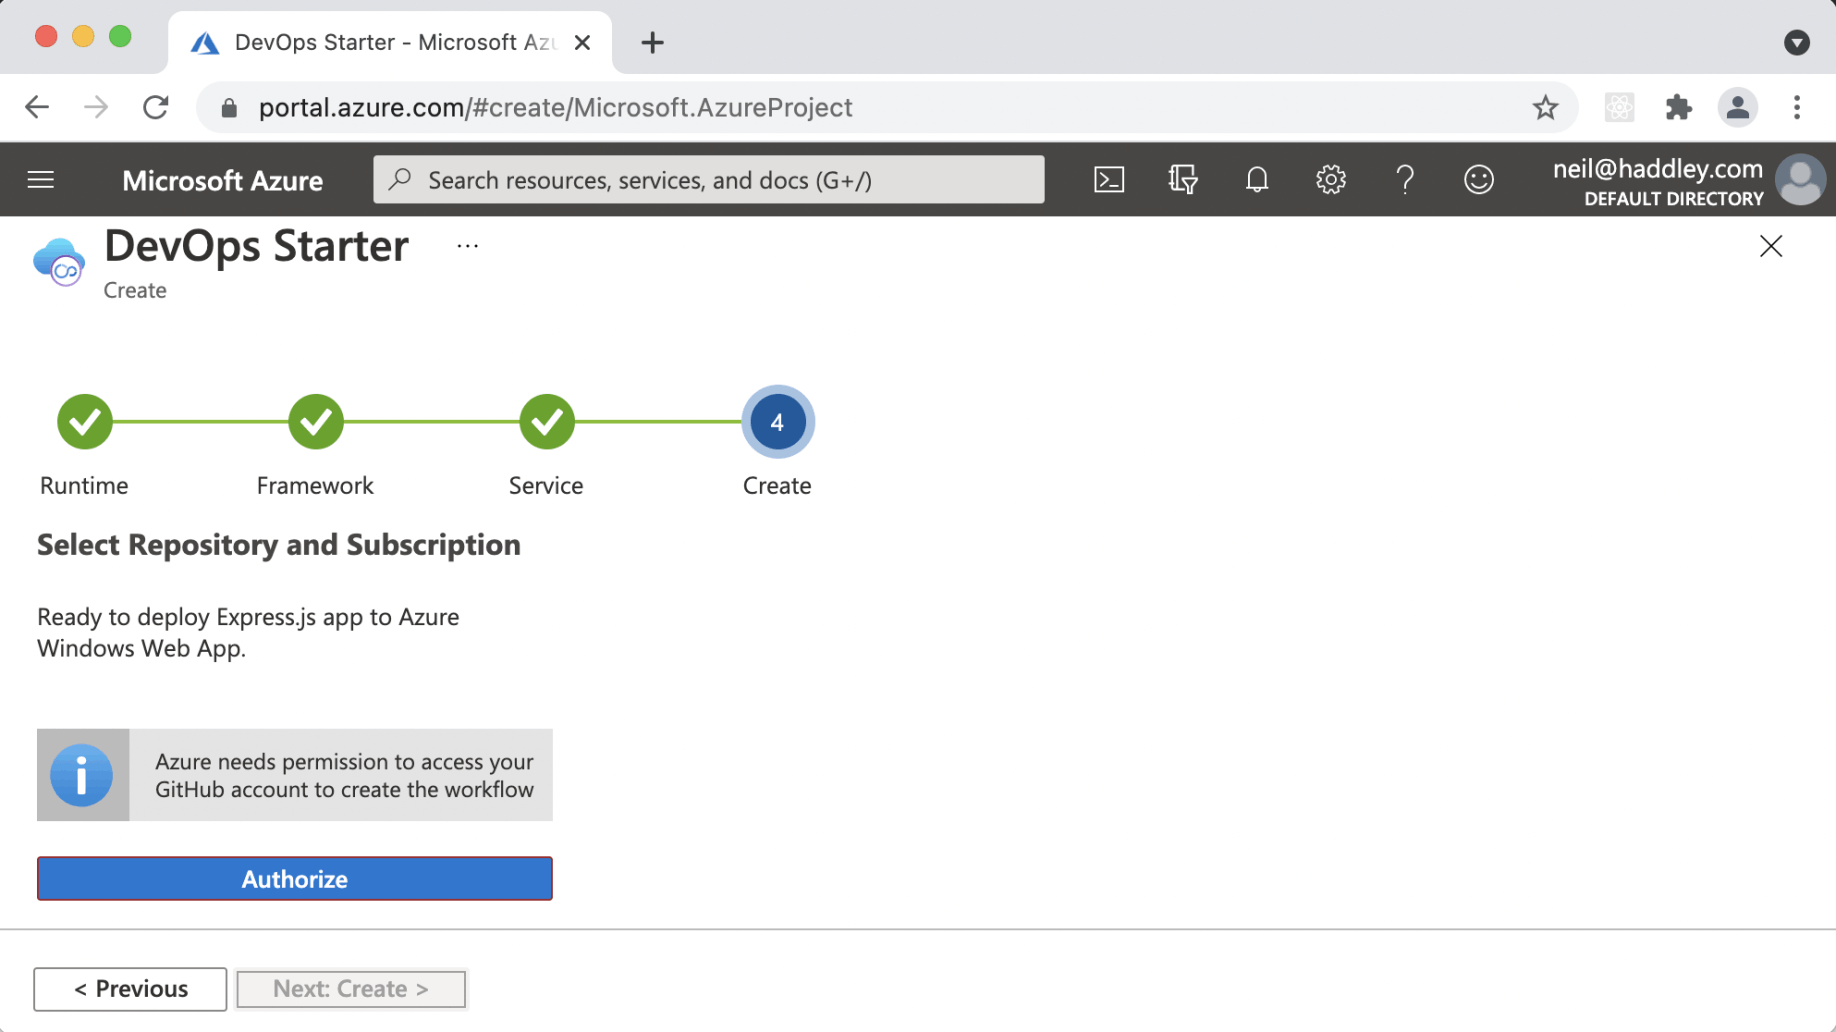 DevOps Starter - Microsoft Azu
portal.azure.com/#create/Microsoft.AzureProject
Microsoft Azure
Search resources, services, and docs (G+/)
neil@haddley.com
DEFAULT DIRECTORY
DevOps Starter
...
Create
4
Runtime
Framework
Service
Create
Select Repository and Subscription
Ready to deploy Express.js app to Azure
Windows Web App.
Azure needs permission to access your
GitHub account to create the workflow
Authorize
< Previous
Next: Create >